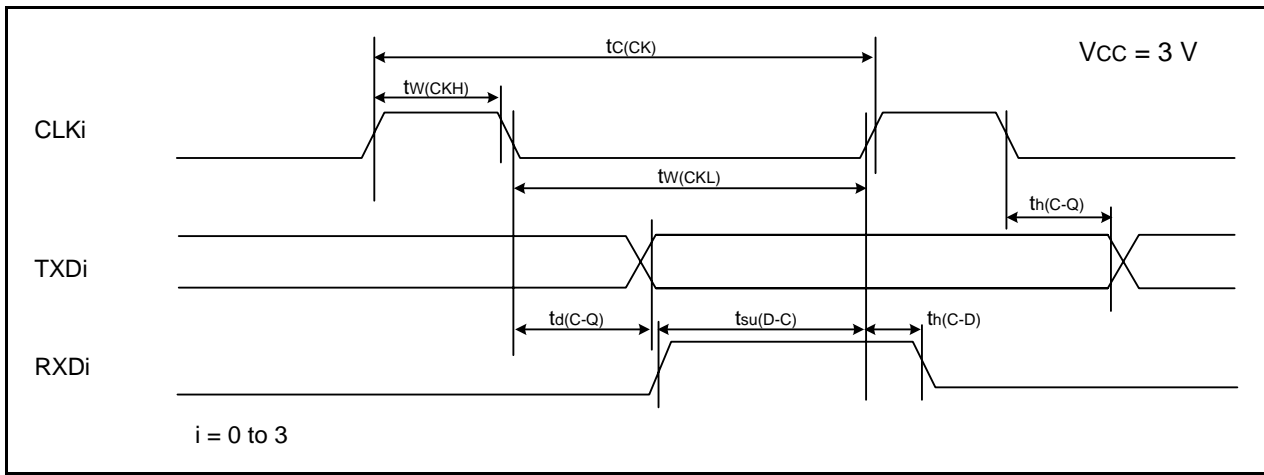 tC(CK)
VCC = 3 V
tW(CKH)
CLKi
tW(CKL)
th(C-Q)
TXDi
td(C-Q)
tsu(D-C)
th(C-D)
RXDi
i = 0 to 3